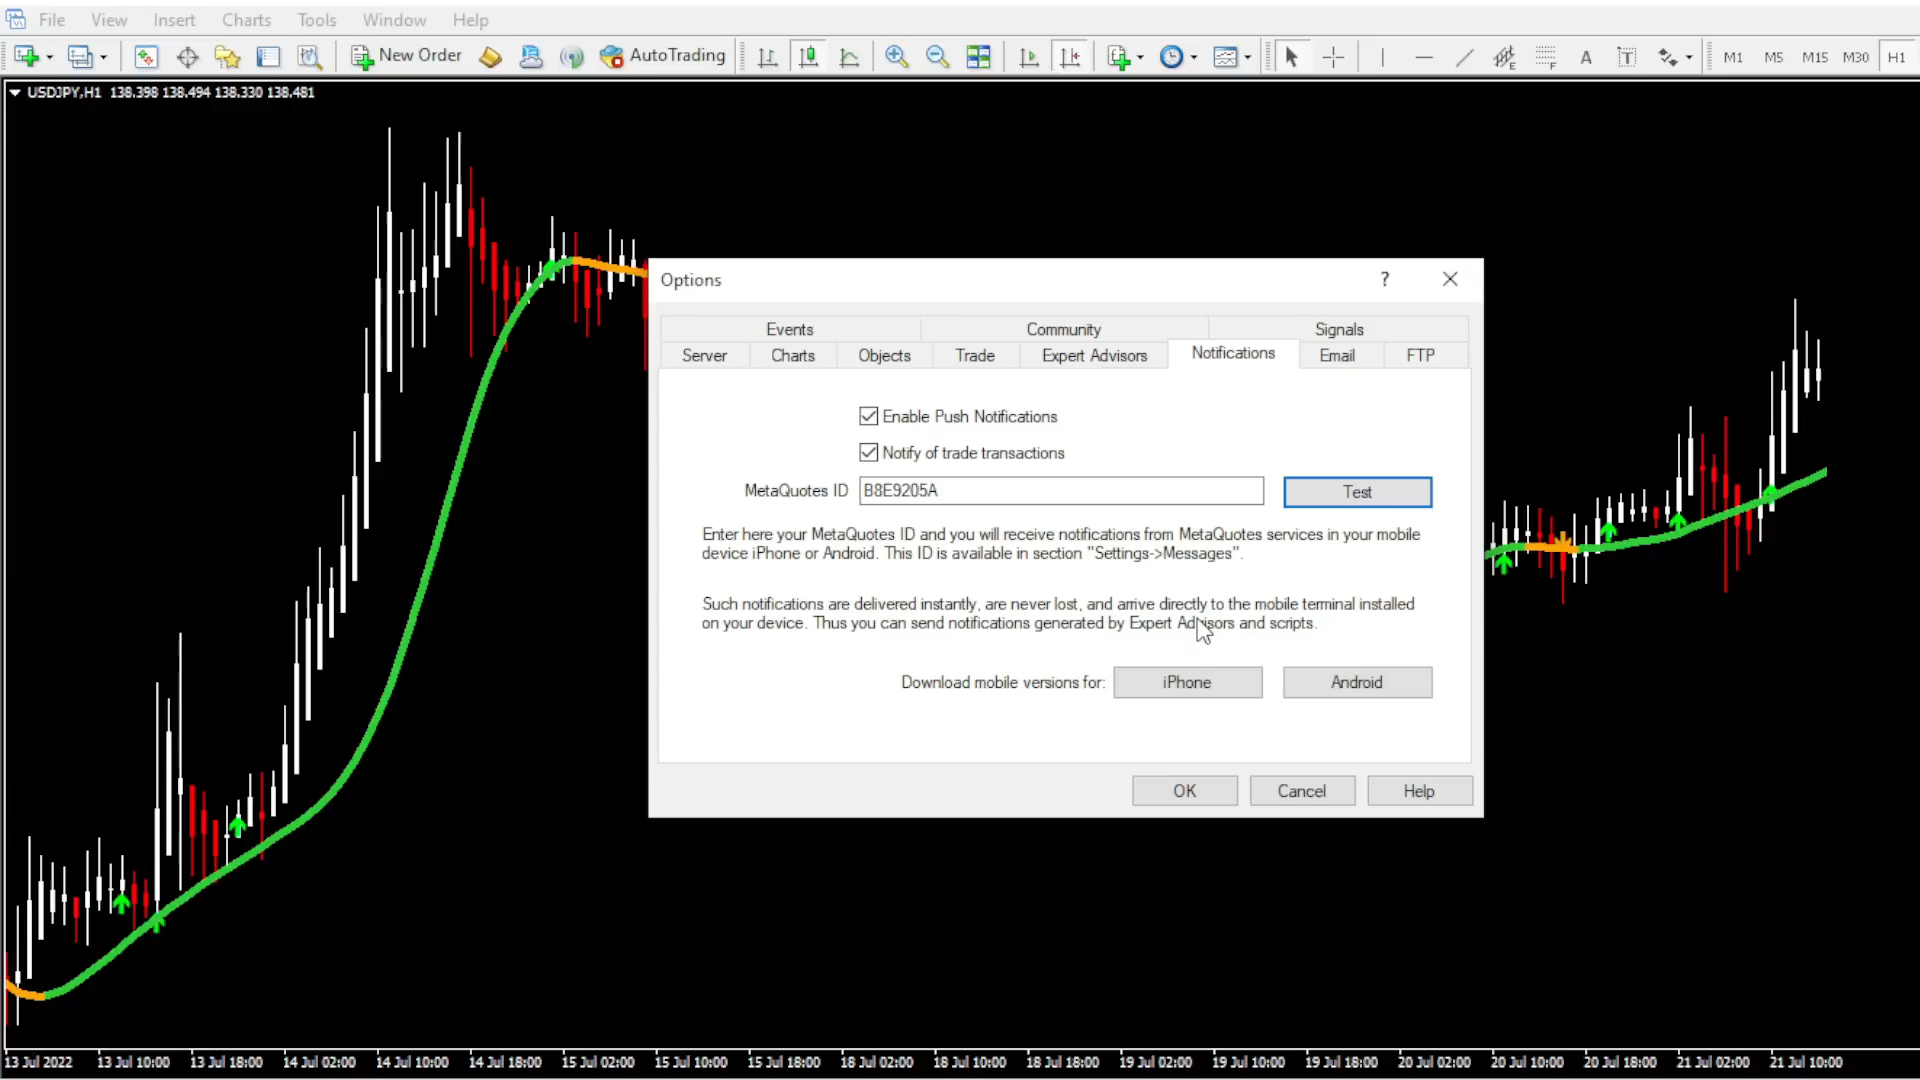 File View Insert Charts Tools Window Help
New Order AutoTrading E F A T M1 M5 M15 M30 H1
USDJPY,H1 138.398 138.494 138.330 138.481
Options ?
Events Community Signals
Server Charts Objects Trade Expert Advisors Notifications Email FTP
Enable Push Notifications
Notify of trade transactions
MetaQuotes ID B8E9205A Test
Enter here your MetaQuotes ID and you will receive notifications from MetaQuotes services in your mobile
device iPhone or Android. This ID is available in section "Settings->Messages".
Such notifications are delivered instantly, are never lost, and arrive directly to the mobile terminal installed
on your device. Thus you can send notifications generated by Expert Advisors and scripts.
Download mobile versions for: iPhone Android
OK Cancel Help
13 Jul 2022 13 Jul 10:00 13 Jul 18:00 14 Jul 02:00 14 Jul 10:00 14 Jul 18:00 15 Jul 02:00 15 Jul 10:00 15 Jul 18:00 18 Jul 02:00 18 Jul 10:00 18 Jul 18:00 19 Jul 02:00 19 Jul 10:00 19 Jul 18:00 20 Jul 02:00 20 Jul 10:00 20 Jul 18:00 21 Jul 02:00 21 Jul 10:00